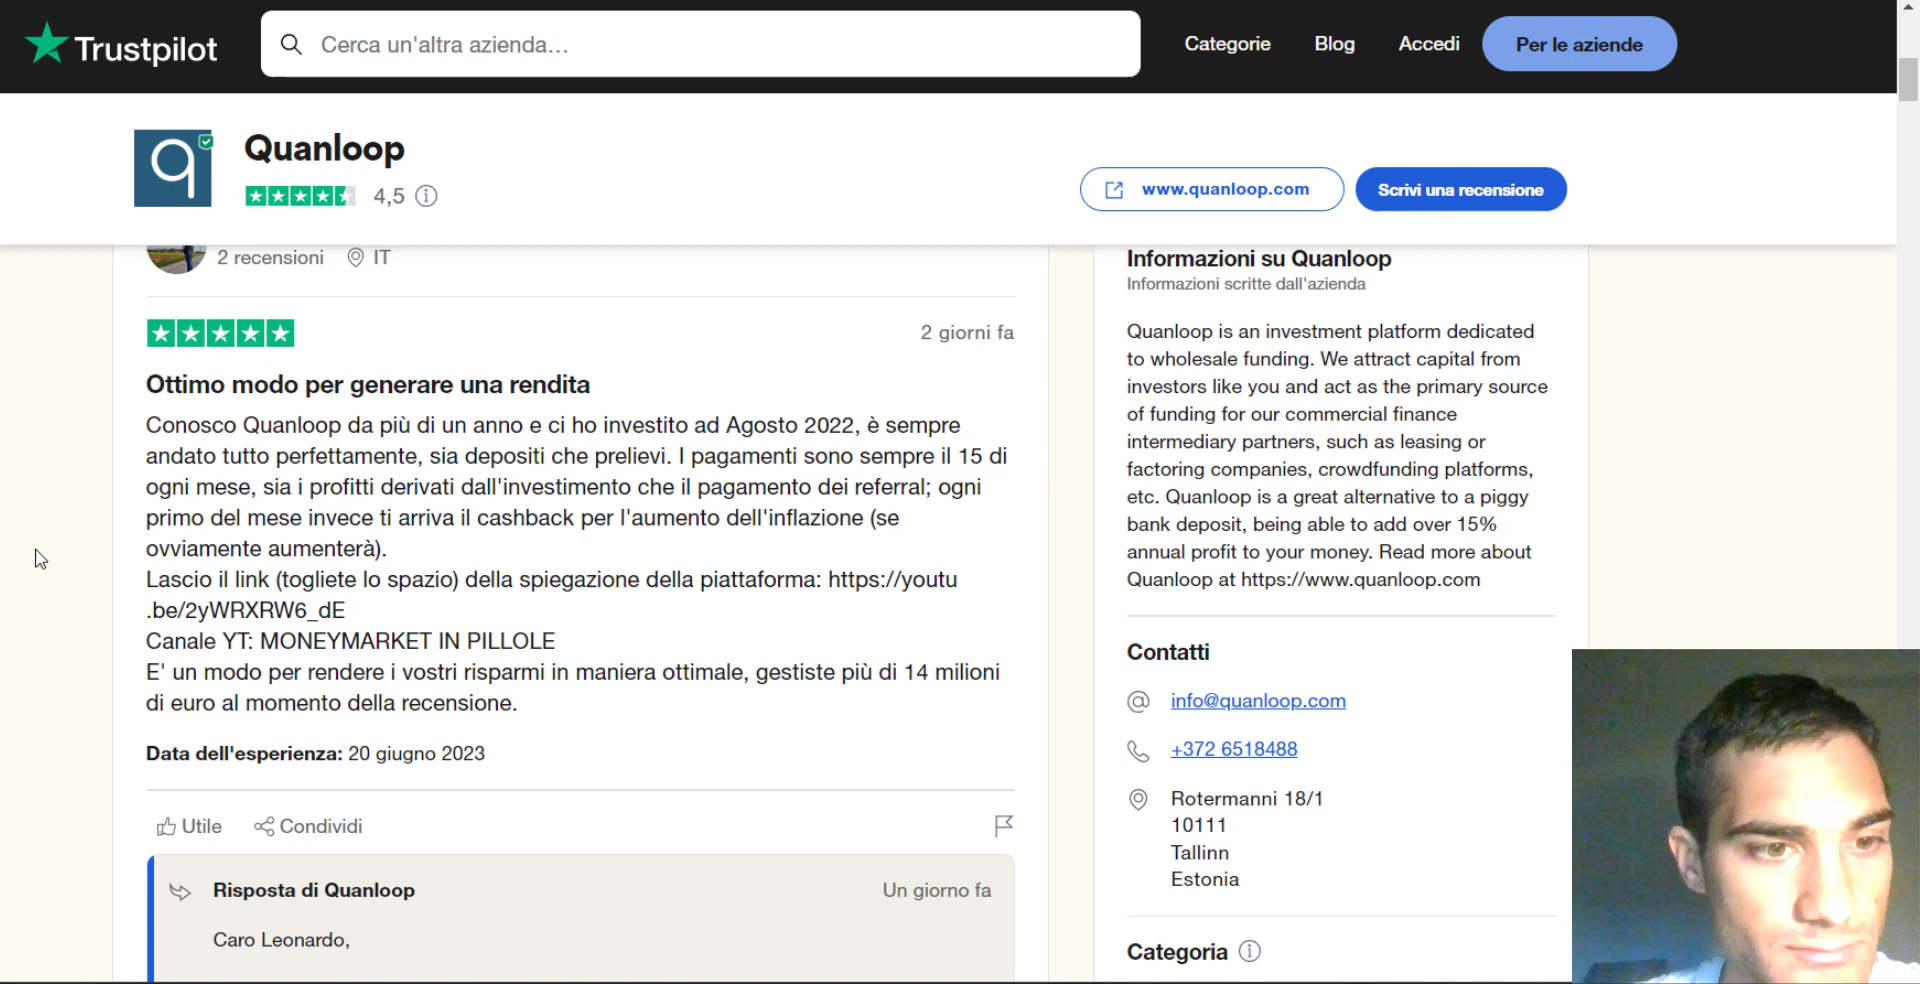 Trustpilot
Cerca un'altra azienda...
Categorie
Blog
Accedi
Per le aziende
q
Quanloop
4,5
www.quanloop.com
Scrivi una recensione
2 recensioni
IT
2 giorni fa
Ottimo modo per generare una rendita
Conosco Quanloop da più di un anno e ci ho investito ad Agosto 2022, è sempre
andato tutto perfettamente, sia depositi che prelievi. I pagamenti sono sempre il 15 di
ogni mese, sia i profitti derivati dall'investimento che il pagamento dei referral; ogni
primo del mese invece ti arriva il cashback per l'aumento dell'inflazione (se
ovviamente aumenterà).
Lascio il link (togliete lo spazio) della spiegazione della piattaforma: https://youtu
.be/2yWRXRW6_dE
Canale YT: MONEYMARKET IN PILLOLE
E' un modo per rendere i vostri risparmi in maniera ottimale, gestiste più di 14 milioni
di euro al momento della recensione.
Data dell'esperienza: 20 giugno 2023
Utile
Condividi
Risposta di Quanloop
Un giorno fa
Caro Leonardo,
Informazioni su Quanloop
Informazioni scritte dall'azienda
Quanloop is an investment platform dedicated
to wholesale funding. We attract capital from
investors like you and act as the primary source
of funding for our commercial finance
intermediary partners, such as leasing or
factoring companies, crowdfunding platforms,
etc. Quanloop is a great alternative to a piggy
bank deposit, being able to add over 15%
annual profit to your money. Read more about
Quanloop at https://www.quanloop.com
Contatti
info@quanloop.com
+372 6518488
Rotermanni 18/1
10111
Tallinn
Estonia
Categoria